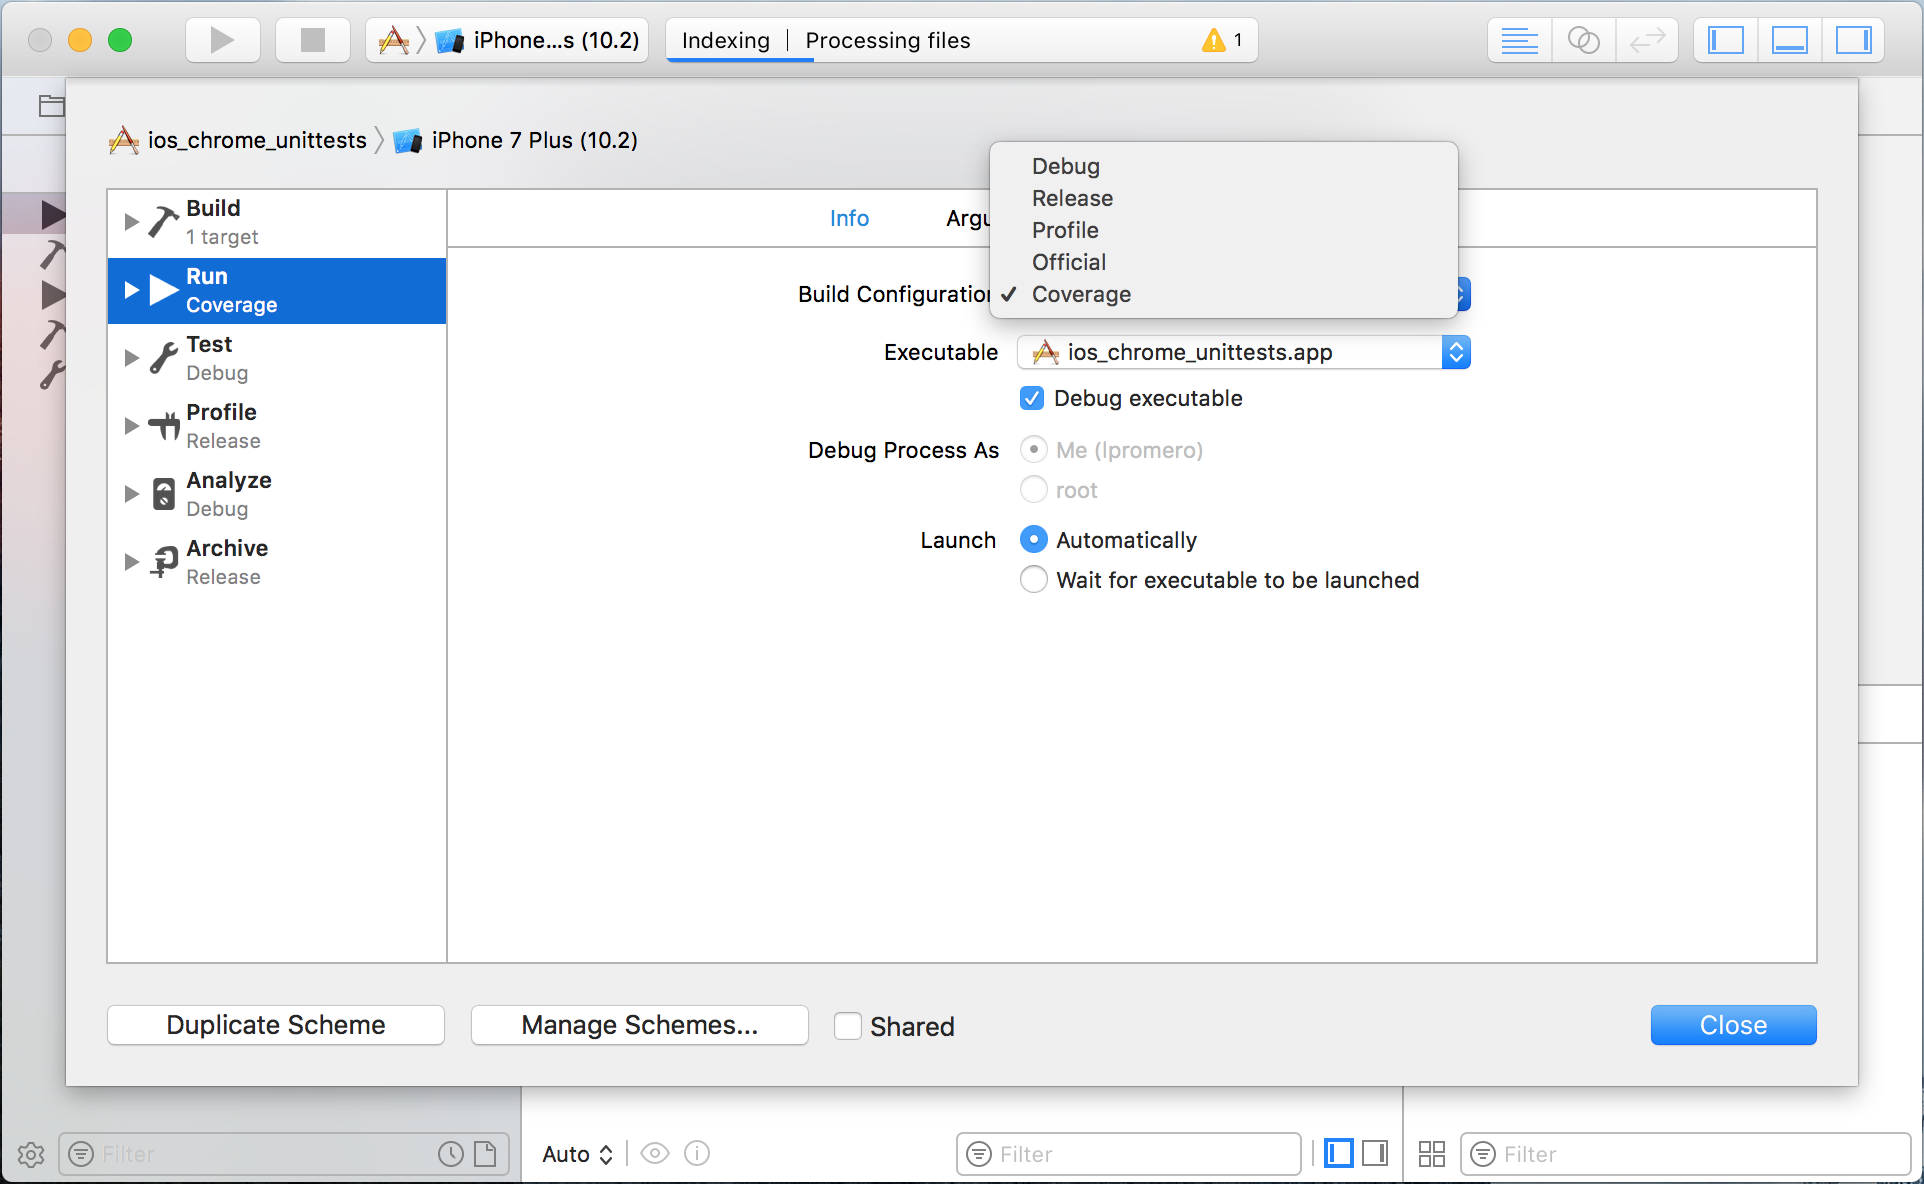 iPhone...s (10.2)
Indexing | Processing files
1
ios_chrome_unittests
iPhone 7 Plus (10.2)
Build
1 target
Run
Coverage
Test
Debug
Profile
Release
Analyze
Debug
Archive
Release
Info
Argu
Debug
Release
Profile
Official
✓ Coverage
Build Configuration
Executable
ios_chrome_unittests.app
Debug executable
Debug Process As
Me (lpromero)
root
Launch
Automatically
Wait for executable to be launched
Duplicate Scheme
Manage Schemes...
Shared
Close
Filter
Auto
Filter
Filter